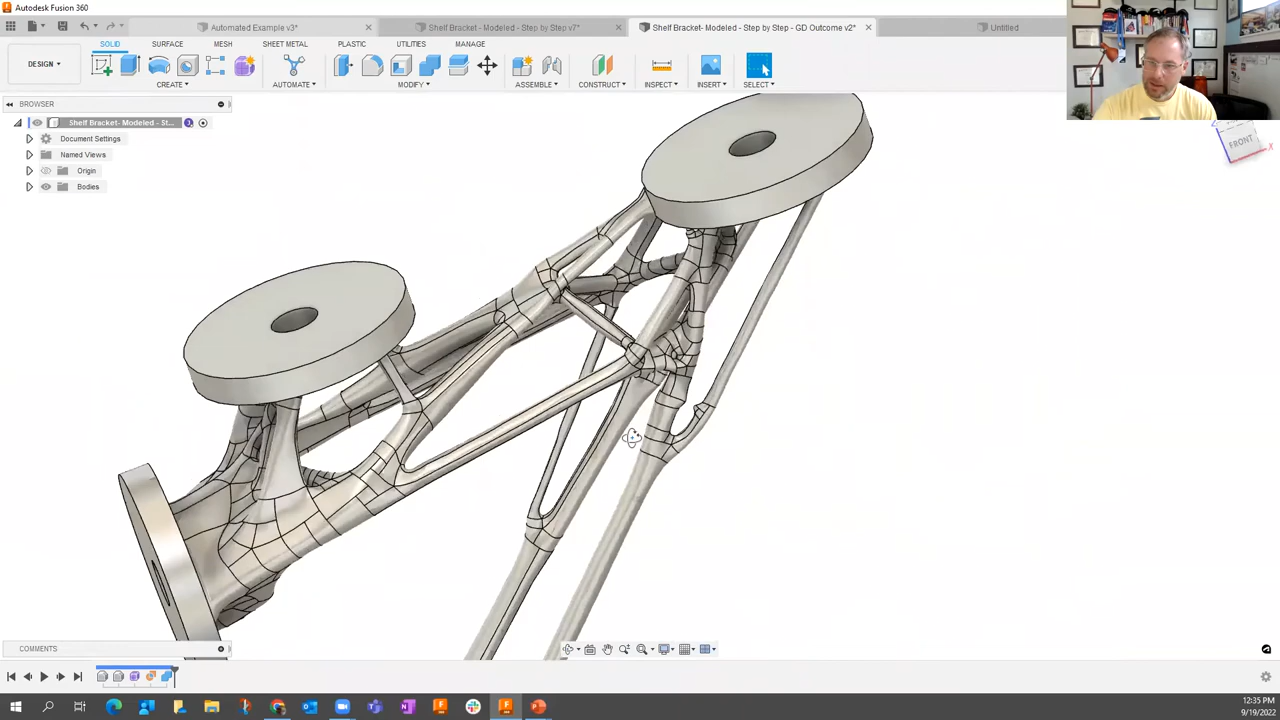 Autodesk Fusion 360
Automated Example v3*
Shelf Bracket - Modeled - Step by Step v7*
Shelf Bracket- Modeled - Step by Step - GD Outcome v2*
Untitled
SOLID
SURFACE
MESH
SHEET METAL
PLASTIC
UTILITIES
MANAGE
DESIGN
CREATE
AUTOMATE
MODIFY
ASSEMBLE
CONSTRUCT
INSPECT
INSERT
SELECT
BROWSER
Shelf Bracket- Modeled - St...
Document Settings
Named Views
Origin
Bodies
FRONT
X
COMMENTS
12:35 PM
9/19/2022